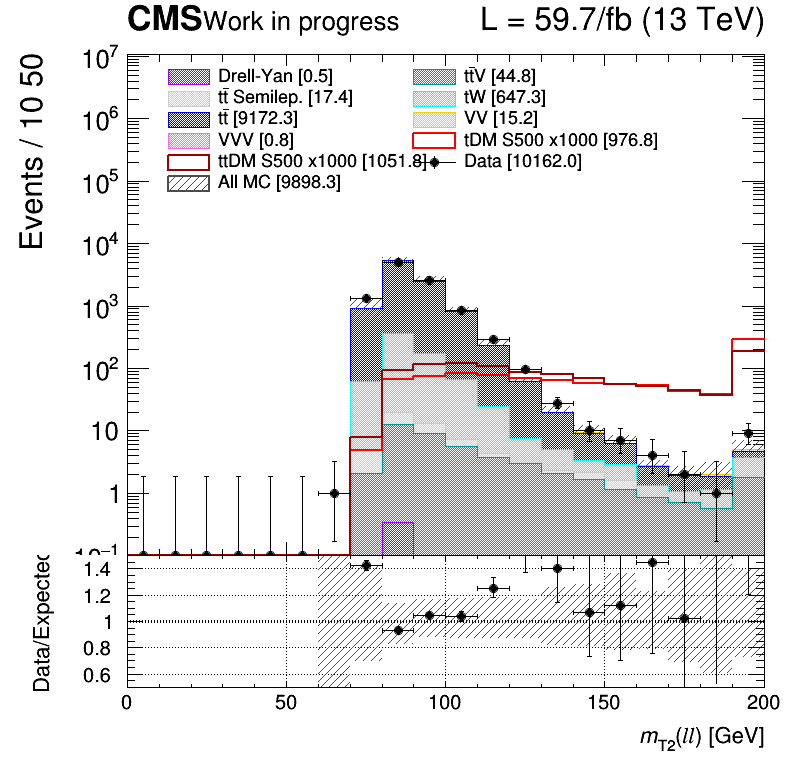 CMS Work in progress L = 59.7/fb (13 TeV)
Events / 10 50
10⁷
10⁶
10⁵
10⁴
10³
10²
10
1
10⁻¹
Drell-Yan [0.5]
tt̄V [44.8]
tt̄ Semilep. [17.4]
tW [647.3]
tt̄ [9172.3]
VV [15.2]
VVV [0.8]
tDM S500 x1000 [976.8]
ttDM S500 x1000 [1051.8]
Data [10162.0]
All MC [9898.3]
Data/Expected
1.4
1.2
1
0.8
0.6
0 50 100 150 200
m_T2(ll) [GeV]